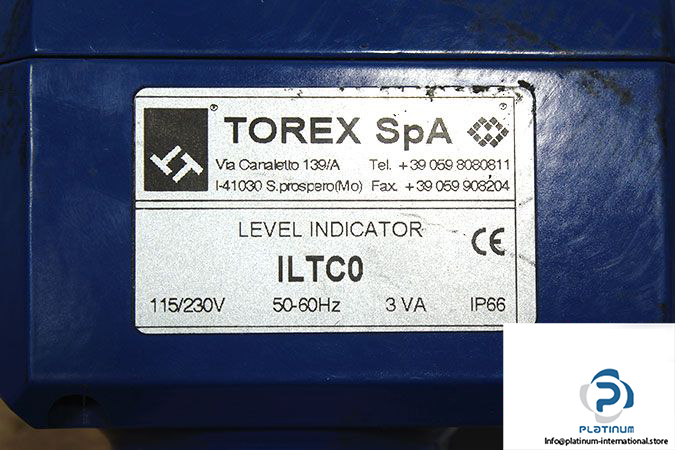 TOREX SpA
Via Canaletto 139/A Tel. +39 059 8080811
I-41030 S.prospero(Mo) Fax. +39 059 908204
LEVEL INDICATOR
CE
ILTC0
115/230V 50-60Hz 3 VA IP66
PLATINUM
Info@platinum-international.store